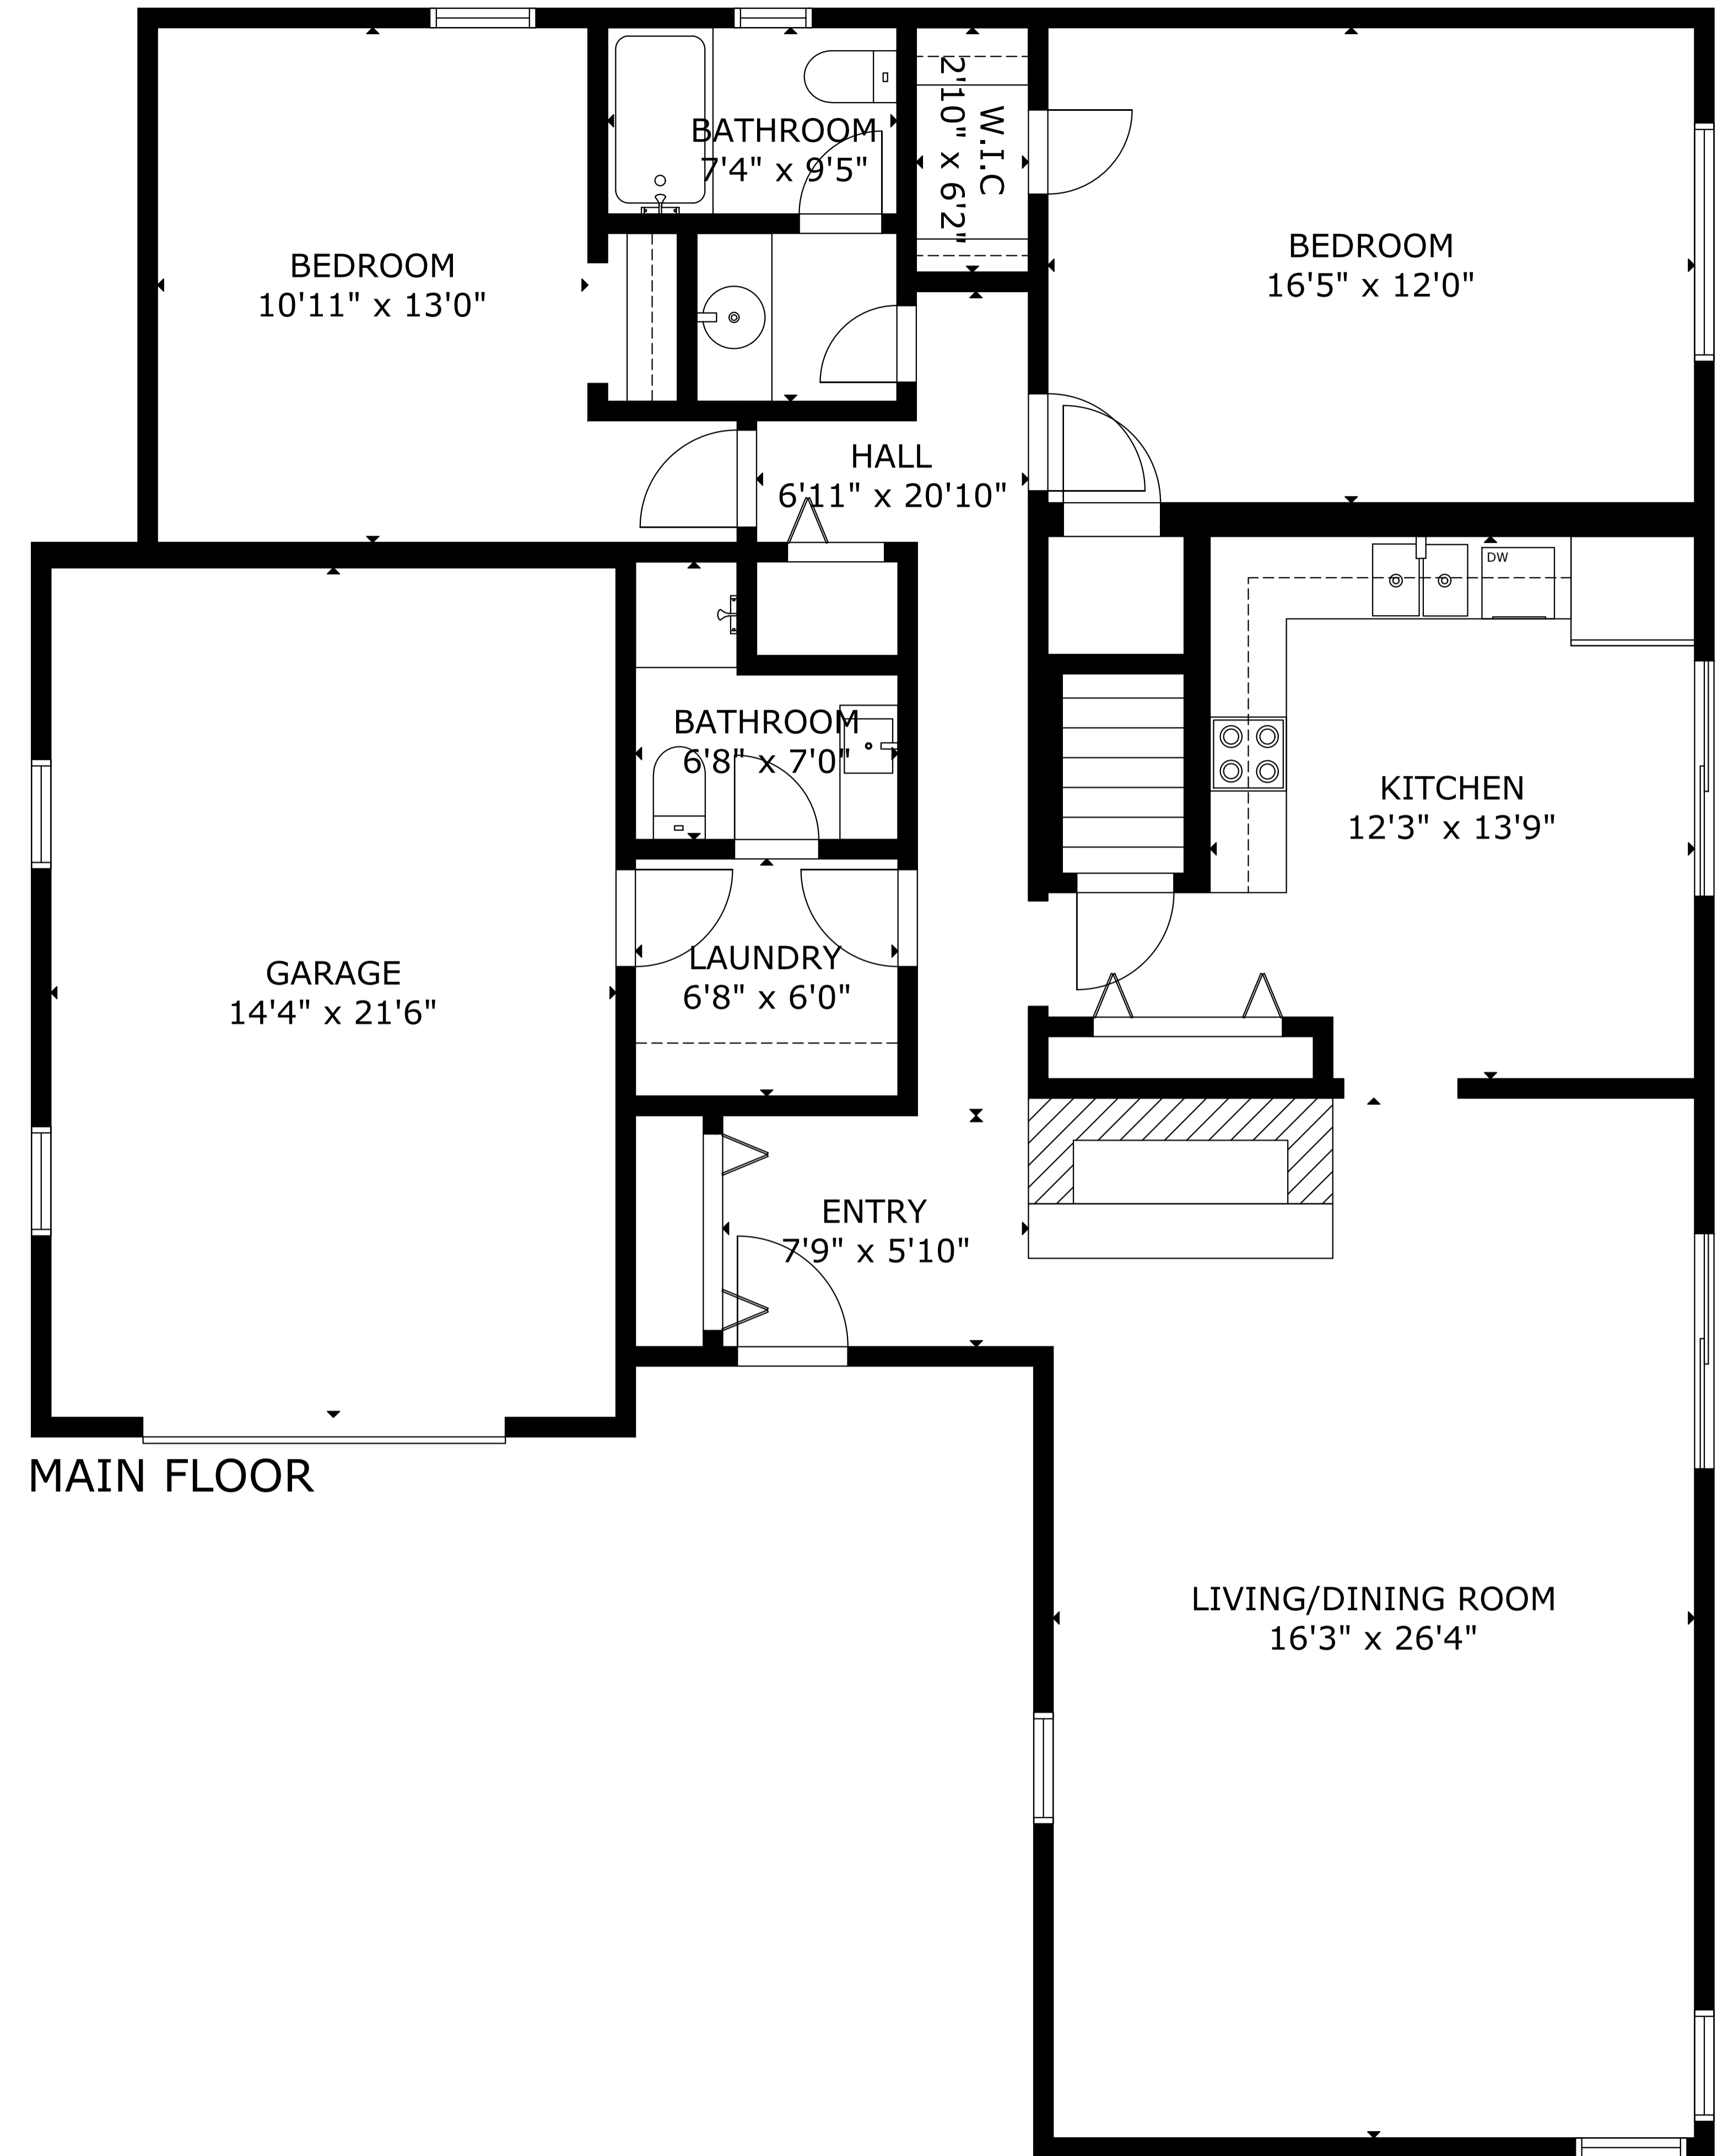 BATHROOM
7'4" x 9'5"
W.I.C
2'10" x 6'2"
BEDROOM
16'5" x 12'0"
BEDROOM
10'11" x 13'0"
HALL
6'11" x 20'10"
DW
BATHROOM
6'8" x 7'0"
KITCHEN
12'3" x 13'9"
LAUNDRY
6'8" x 6'0"
GARAGE
14'4" x 21'6"
ENTRY
7'9" x 5'10"
MAIN FLOOR
LIVING/DINING ROOM
16'3" x 26'4"